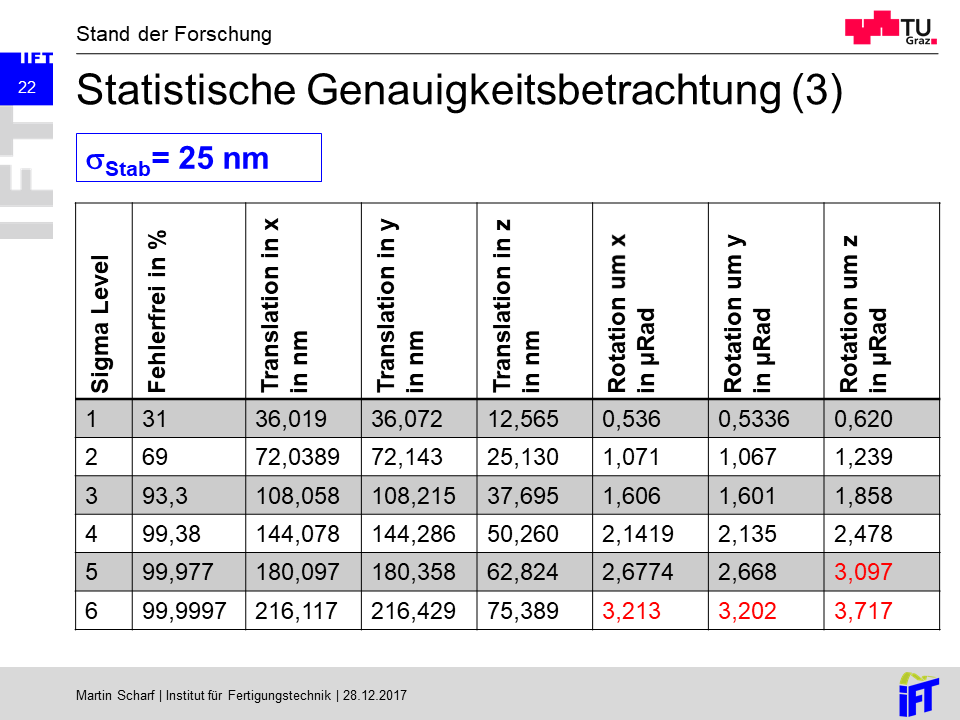 Stand der Forschung
TU
Graz
IFT
22
IFT
Statistische Genauigkeitsbetrachtung (3)
σStab= 25 nm
Sigma Level
Fehlerfrei in %
Translation in x
in nm
Translation in y
in nm
Translation in z
in nm
Rotation um x
in µRad
Rotation um y
in µRad
Rotation um z
in µRad
1 31 36,019 36,072 12,565 0,536 0,5336 0,620
2 69 72,0389 72,143 25,130 1,071 1,067 1,239
3 93,3 108,058 108,215 37,695 1,606 1,601 1,858
4 99,38 144,078 144,286 50,260 2,1419 2,135 2,478
5 99,977 180,097 180,358 62,824 2,6774 2,668 3,097
6 99,9997 216,117 216,429 75,389 3,213 3,202 3,717
Martin Scharf | Institut für Fertigungstechnik | 28.12.2017
iFT